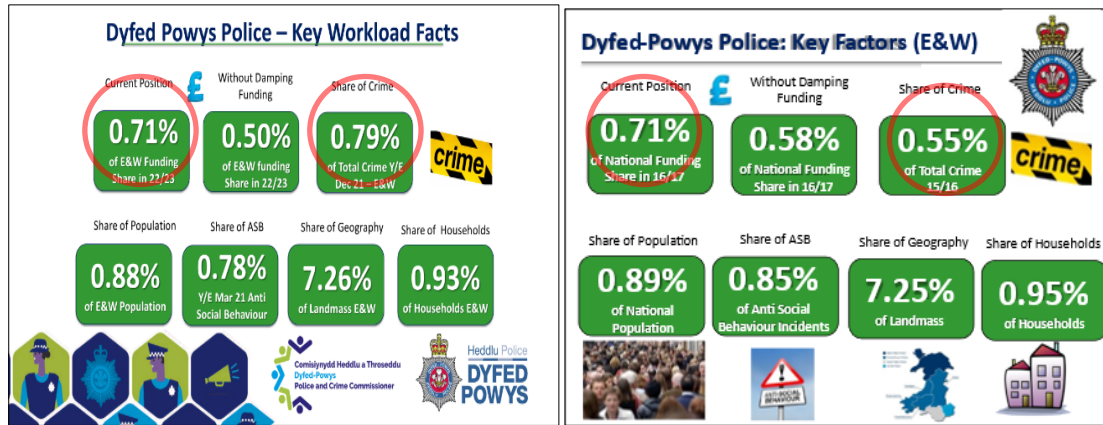 Dyfed Powys Police – Key Workload Facts
Current Position
£
Without Damping
Funding
Share of Crime
0.71%
of E&W Funding
Share in 22/23
0.50%
of E&W funding
Share in 22/23
0.79%
of Total Crime Y/E
Dec 21 – E&W
crime
Share of Population
Share of ASB
Share of Geography
Share of Households
0.88%
of E&W Population
0.78%
Y/E Mar 21 Anti
Social Behaviour
7.26%
of Landmass E&W
0.93%
of Households E&W
Comisiynydd Heddlu a Throseddu
Dyfed-Powys
Police and Crime Commissioner
Heddlu Police
DYFED
POWYS
Dyfed-Powys Police: Key Factors (E&W)
Current Position
£
Without Damping
Funding
Share of Crime
0.71%
of National Funding
Share in 16/17
0.58%
of National Funding
Share in 16/17
0.55%
of Total Crime
15/16
crime
Share of Population
Share of ASB
Share of Geography
Share of Households
0.89%
of National
Population
0.85%
of Anti Social
Behaviour Incidents
7.25%
of Landmass
0.95%
of Households
ANTI-SOCIAL
BEHAVIOUR